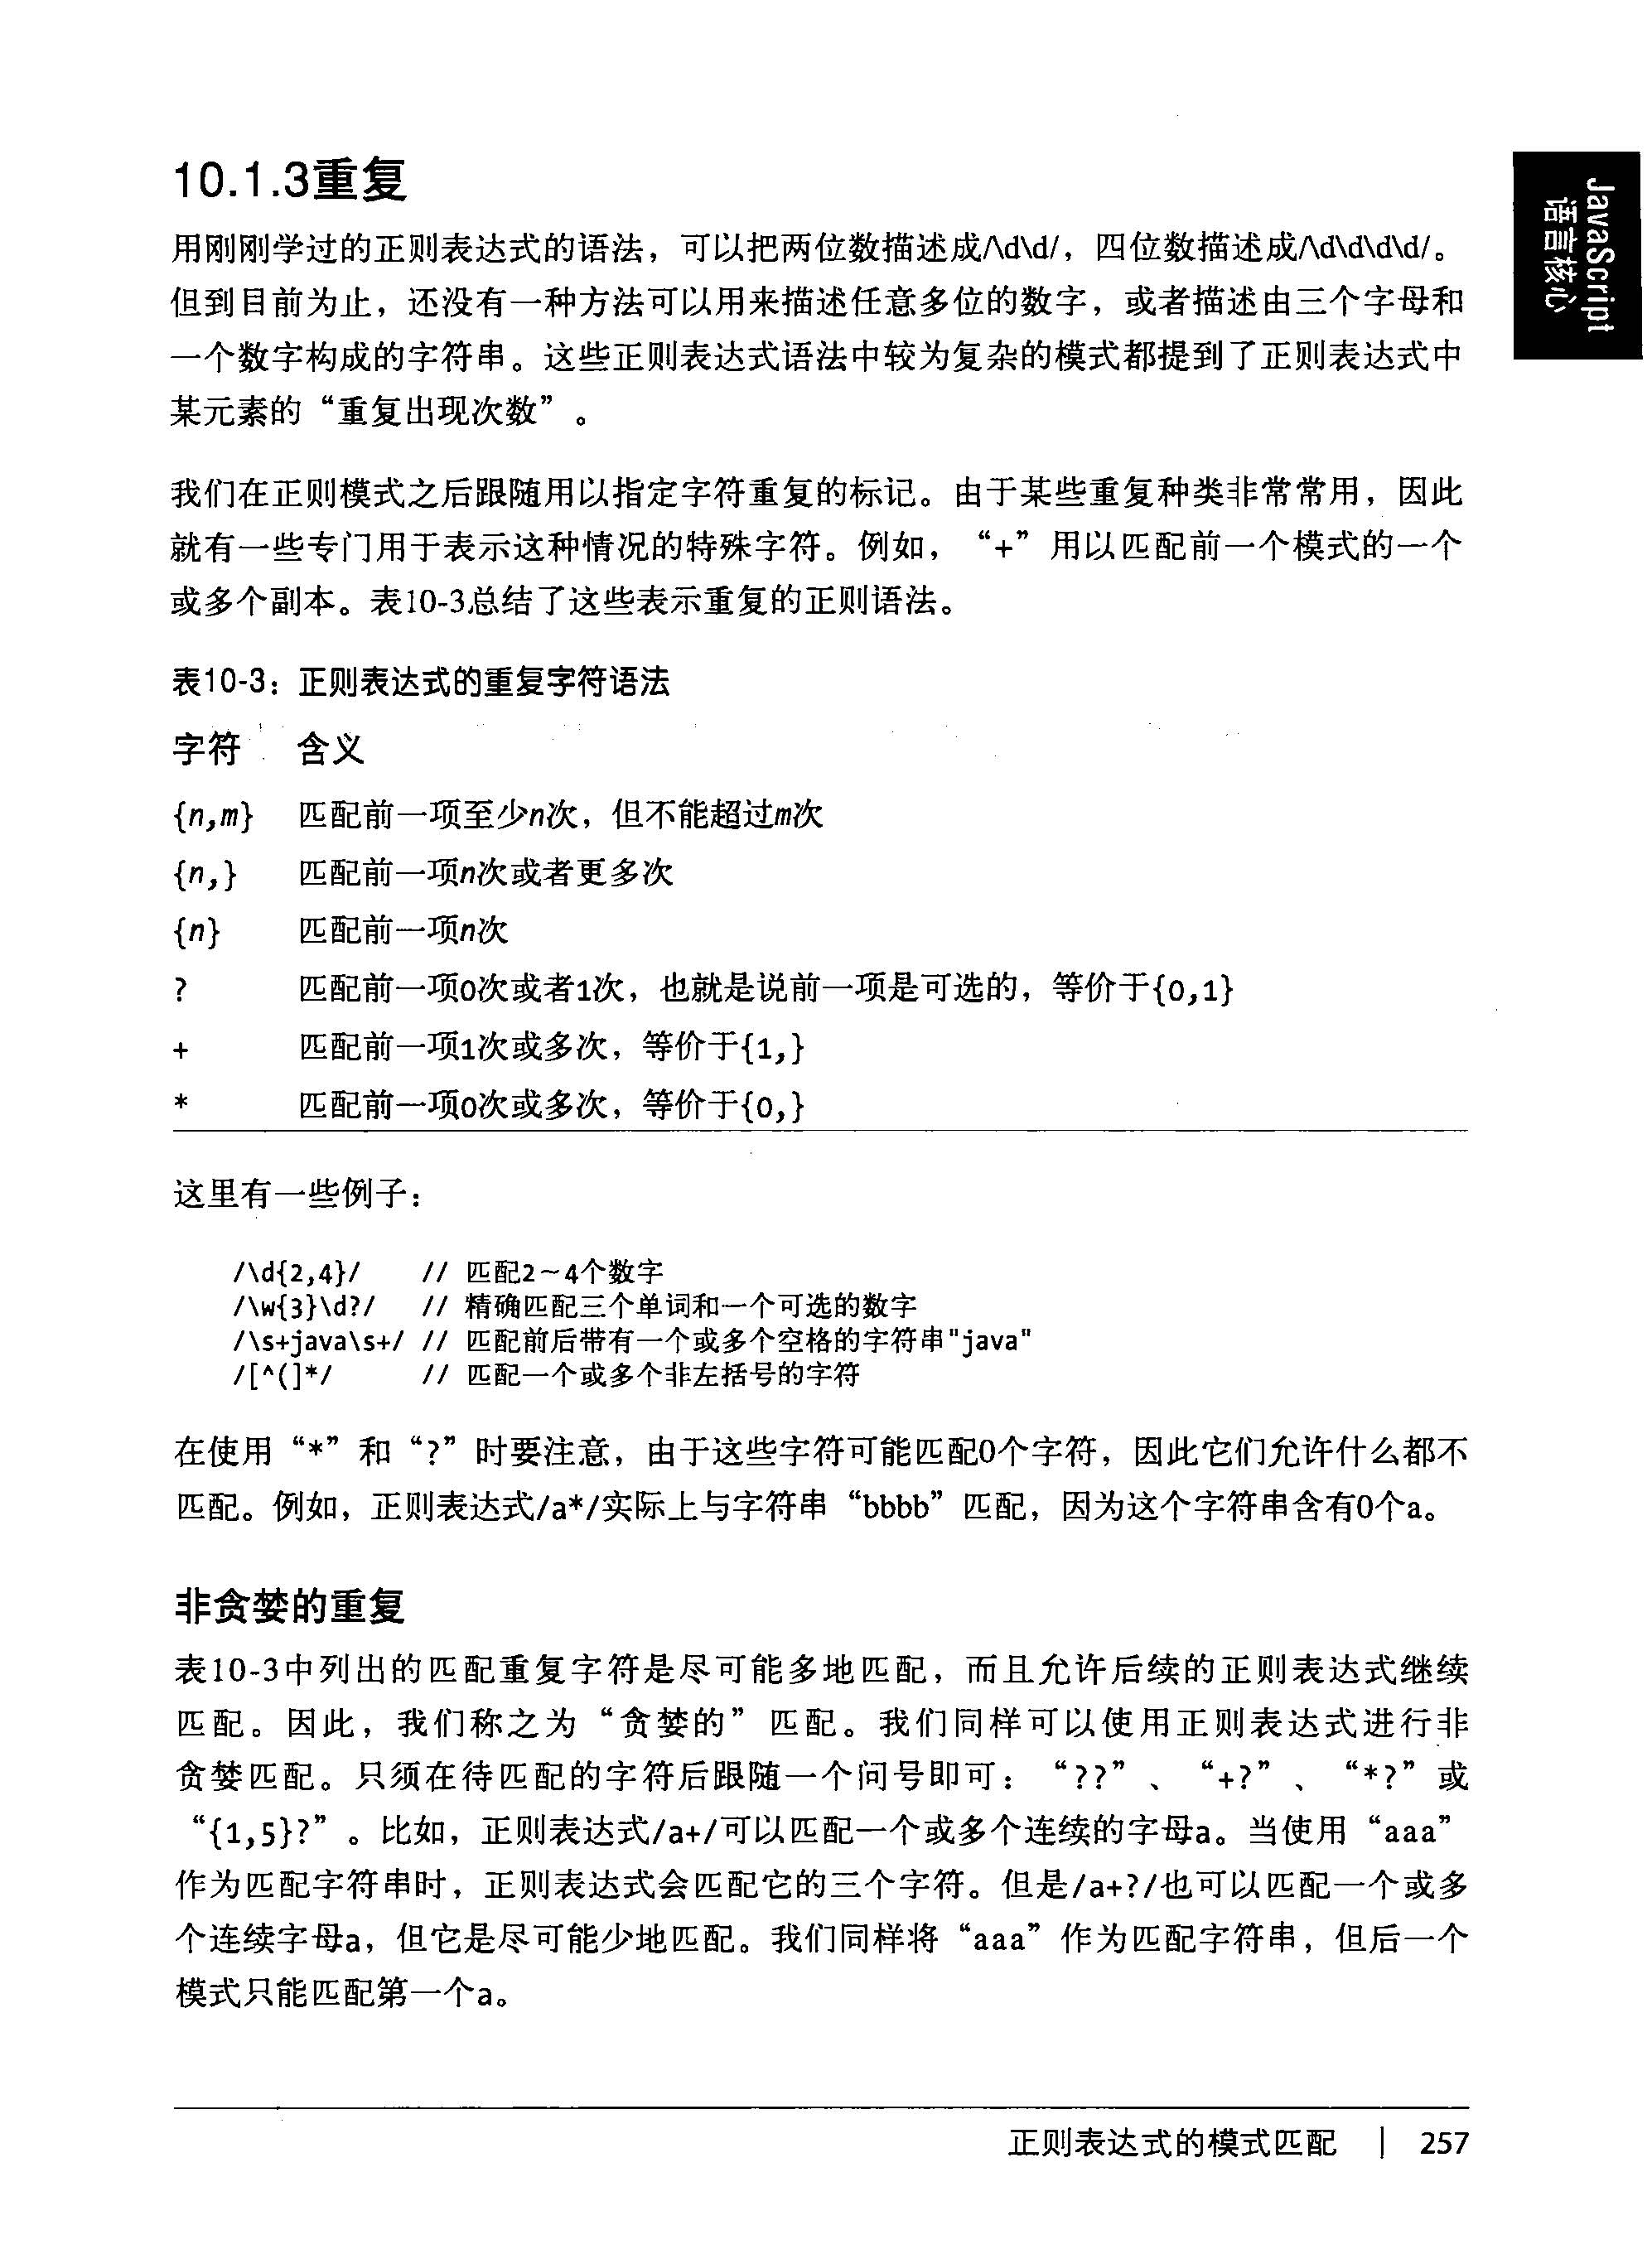 10.1.3重复
JavaScript
语言核心
用刚刚学过的正则表达式的语法，可以把两位数描述成/\d\d/，四位数描述成/\d\d\d\d/。
但到目前为止，还没有一种方法可以用来描述任意多位的数字，或者描述由三个字母和
一个数字构成的字符串。这些正则表达式语法中较为复杂的模式都提到了正则表达式中
某元素的“重复出现次数”。
我们在正则模式之后跟随用以指定字符重复的标记。由于某些重复种类非常常用，因此
就有一些专门用于表示这种情况的特殊字符。例如，“+”用以匹配前一个模式的一个
或多个副本。表10-3总结了这些表示重复的正则语法。
表10-3：正则表达式的重复字符语法
字符 含义
{n,m} 匹配前一项至少n次，但不能超过m次
{n,} 匹配前一项n次或者更多次
{n} 匹配前一项n次
? 匹配前一项0次或者1次，也就是说前一项是可选的，等价于{0,1}
+ 匹配前一项1次或多次，等价于{1,}
* 匹配前一项0次或多次，等价于{0,}
这里有一些例子：
/\d{2,4}/ // 匹配2～4个数字
/\w{3}\d?/ // 精确匹配三个单词和一个可选的数字
/\s+java\s+/ // 匹配前后带有一个或多个空格的字符串"java"
/[^(]*/ // 匹配一个或多个非左括号的字符
在使用“*”和“?”时要注意，由于这些字符可能匹配0个字符，因此它们允许什么都不
匹配。例如，正则表达式/a*/实际上与字符串“bbbb”匹配，因为这个字符串含有0个a。
非贪婪的重复
表10-3中列出的匹配重复字符是尽可能多地匹配，而且允许后续的正则表达式继续
匹配。因此，我们称之为“贪婪的”匹配。我们同样可以使用正则表达式进行非
贪婪匹配。只须在待匹配的字符后跟随一个问号即可：“??”、“+?”、“*?”或
“{1,5}?”。比如，正则表达式/a+/可以匹配一个或多个连续的字母a。当使用“aaa”
作为匹配字符串时，正则表达式会匹配它的三个字符。但是/a+?/也可以匹配一个或多
个连续字母a，但它是尽可能少地匹配。我们同样将“aaa”作为匹配字符串，但后一个
模式只能匹配第一个a。
正则表达式的模式匹配 | 257